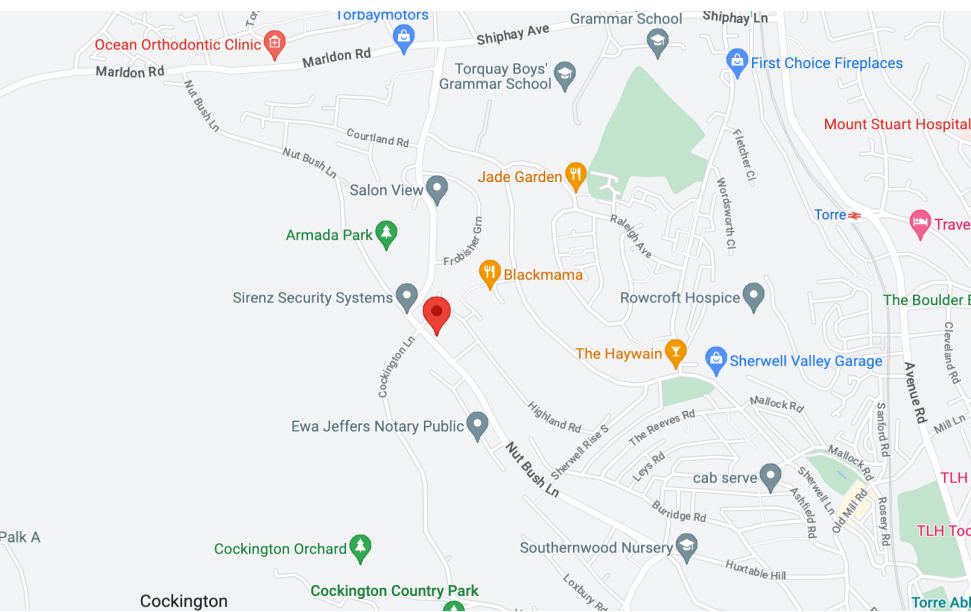 Torbaymotors
Grammar School
Shiphay Ln
Ocean Orthodontic Clinic
Marldon Rd
Shiphay Ave
Marldon Rd
Torquay Boys'
Grammar School
First Choice Fireplaces
Nut Bush Ln
Mount Stuart Hospital
Courtland Rd
Fletcher Cl
Nut Bush Ln
Jade Garden
Salon View
Wordsworth Cl
Torre
Trave
Raleigh Ave
Armada Park
Frobisher Grn
Blackmama
Sirenz Security Systems
Rowcroft Hospice
The Boulder
Cleveland Rd
The Haywain
Sherwell Valley Garage
Cockington Ln
Avenue Rd
Mallock Rd
Highland Rd
Sanford Rd
The Reeves Rd
Mill Ln
Ewa Jeffers Notary Public
Sherwell Rise S
Nut Bush Ln
Leys Rd
Mallock Rd
cab serve
Sherwell Ln
TLH
Ashfield Rd
Old Mill Rd
Rosery Rd
Burridge Rd
Palk A
TLH Too
Cockington Orchard
Southernwood Nursery
Huxtable Hill
Loxbury Rd
Cockington Country Park
Cockington
Torre Ab